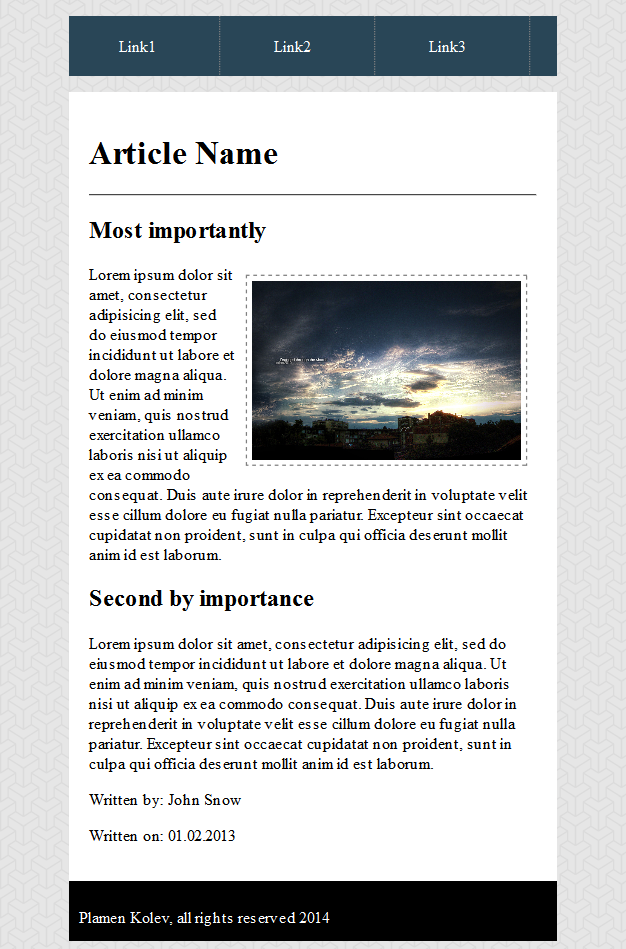 Link1 Link2 Link3
Article Name
Most importantly
Lorem ipsum dolor sit
amet, consectetur
adipisicing elit, sed
do eiusmod tempor
incididunt ut labore et
dolore magna aliqua.
Ut enim ad minim
veniam, quis nostrud
exercitation ullamco
laboris nisi ut aliquip
ex ea commodo
consequat. Duis aute irure dolor in reprehenderit in voluptate velit
esse cillum dolore eu fugiat nulla pariatur. Excepteur sint occaecat
cupidatat non proident, sunt in culpa qui officia deserunt mollit
anim id est laborum.
Second by importance
Lorem ipsum dolor sit amet, consectetur adipisicing elit, sed do
eiusmod tempor incididunt ut labore et dolore magna aliqua. Ut
enim ad minim veniam, quis nostrud exercitation ullamco laboris
nisi ut aliquip ex ea commodo consequat. Duis aute irure dolor in
reprehenderit in voluptate velit esse cillum dolore eu fugiat nulla
pariatur. Excepteur sint occaecat cupidatat non proident, sunt in
culpa qui officia deserunt mollit anim id est laborum.
Written by: John Snow
Written on: 01.02.2013
Plamen Kolev, all rights reserved 2014